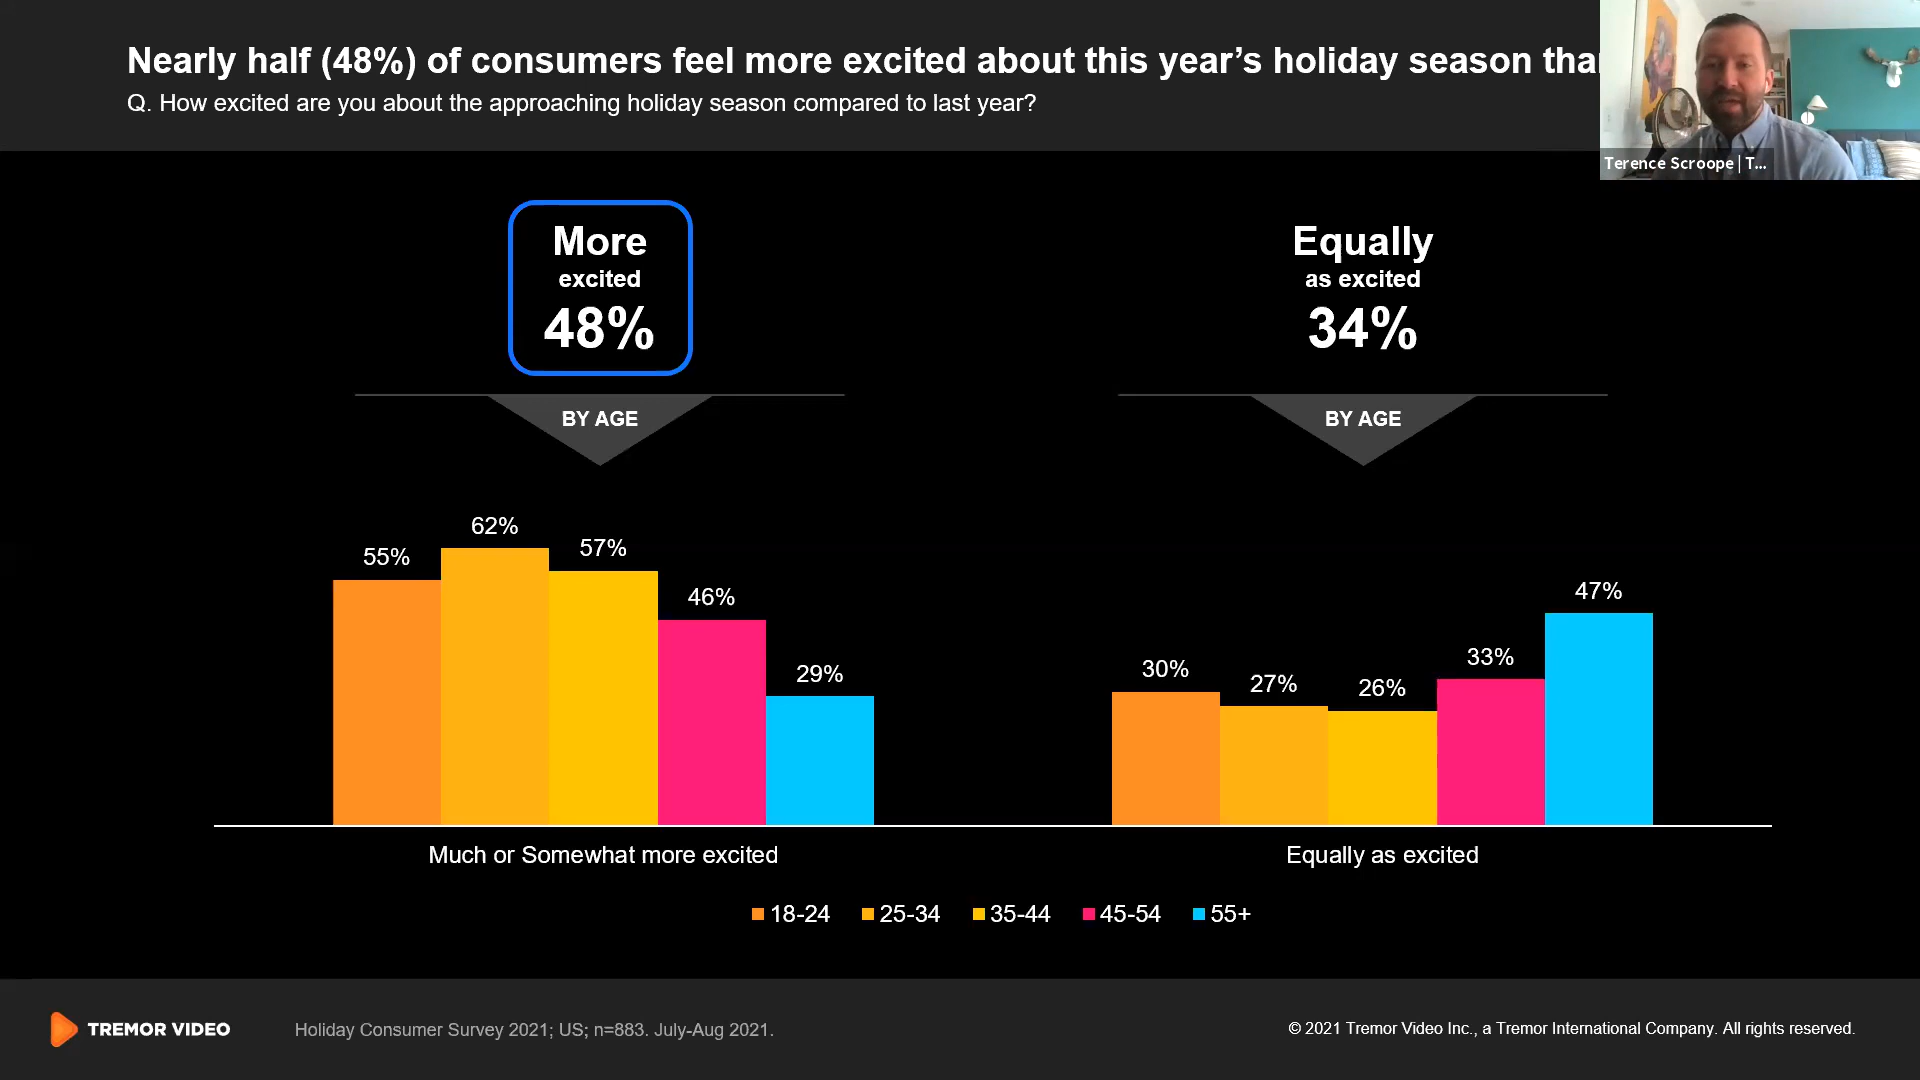 Nearly half (48%) of consumers feel more excited about this year’s holiday season
Q. How excited are you about the approaching holiday season compared to last year?
Terence Scroope | T...
More
excited
48%
Equally
as excited
34%
BY AGE
BY AGE
55%
62%
57%
46%
29%
30%
27%
26%
33%
47%
Much or Somewhat more excited
Equally as excited
18-24
25-34
35-44
45-54
55+
TREMOR VIDEO
Holiday Consumer Survey 2021; US; n=883. July-Aug 2021.
© 2021 Tremor Video Inc., a Tremor International Company. All rights reserved.